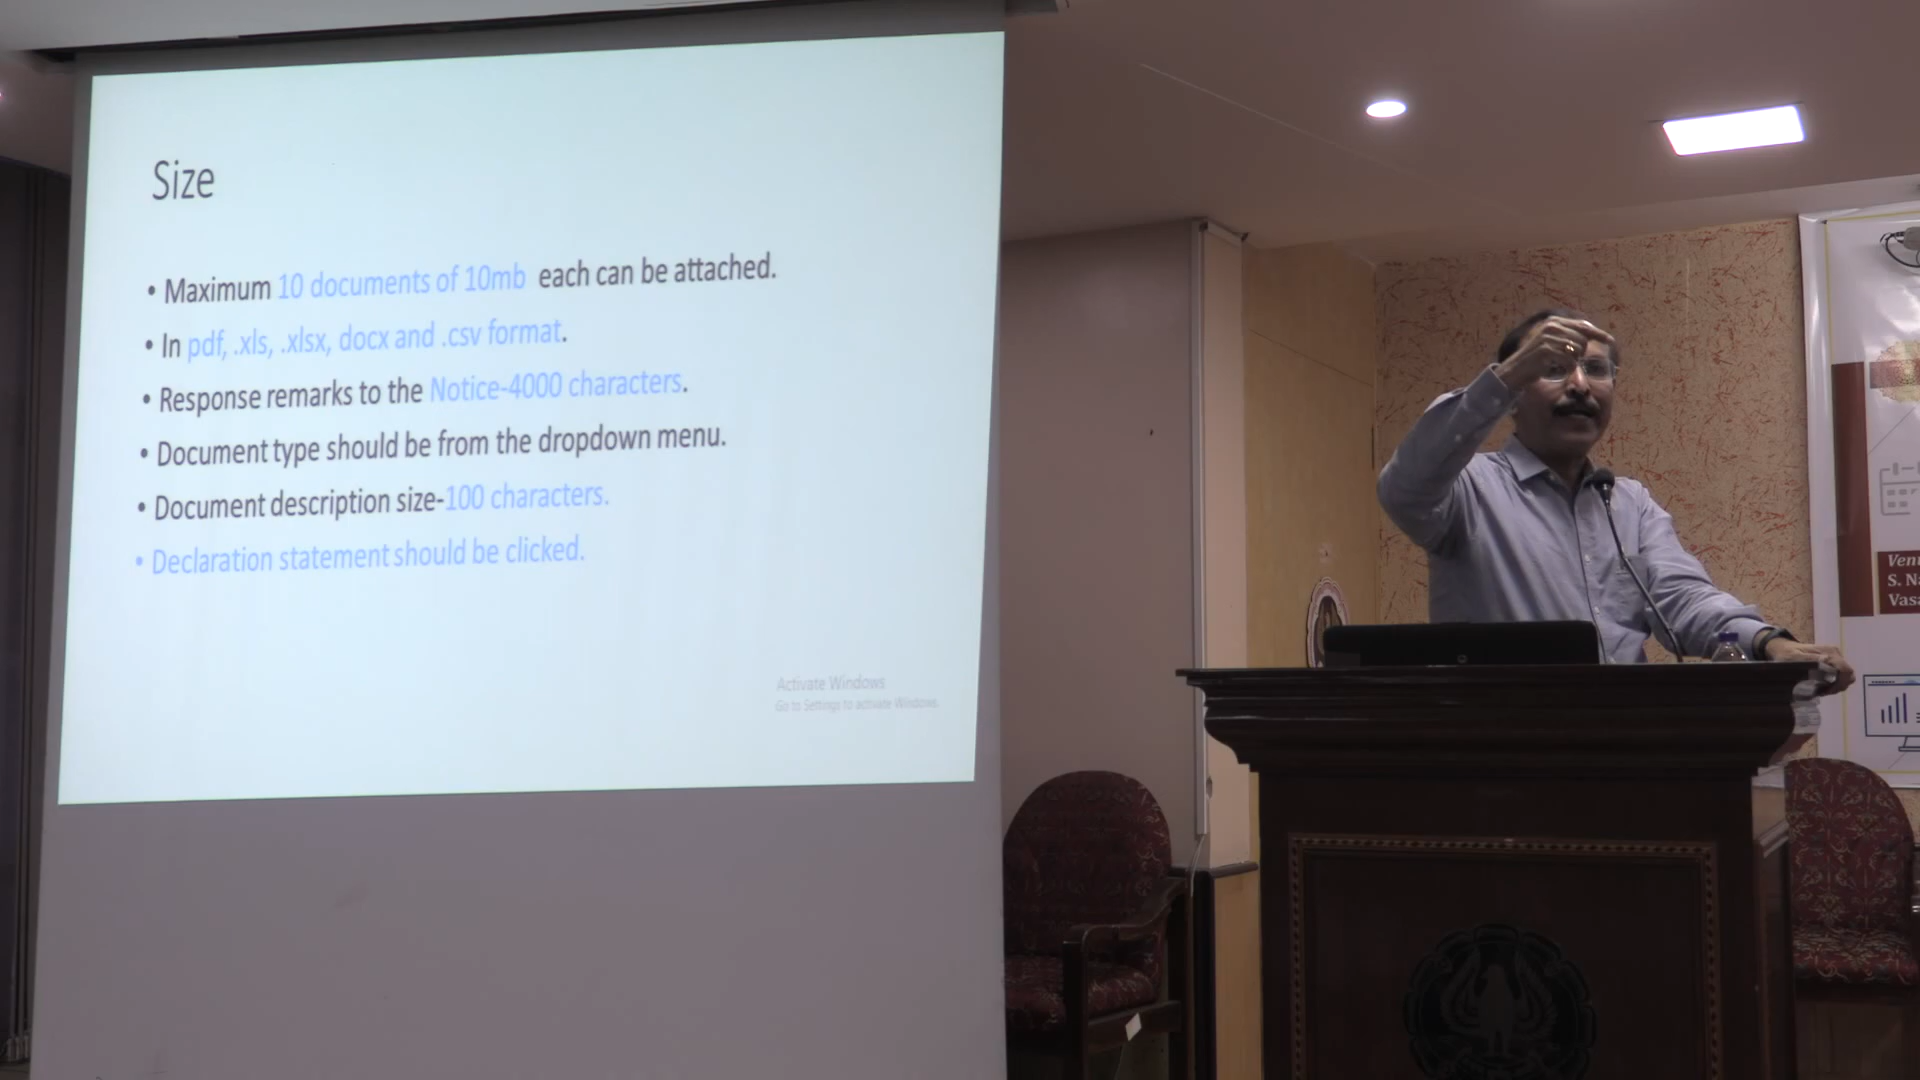 Size
• Maximum 10 documents of 10mb each can be attached.
• In pdf, .xls, .xlsx, docx and .csv format.
• Response remarks to the Notice-4000 characters.
• Document type should be from the dropdown menu.
• Document description size-100 characters.
• Declaration statement should be clicked.
Activate Windows
Go to Settings to activate Windows.
S.